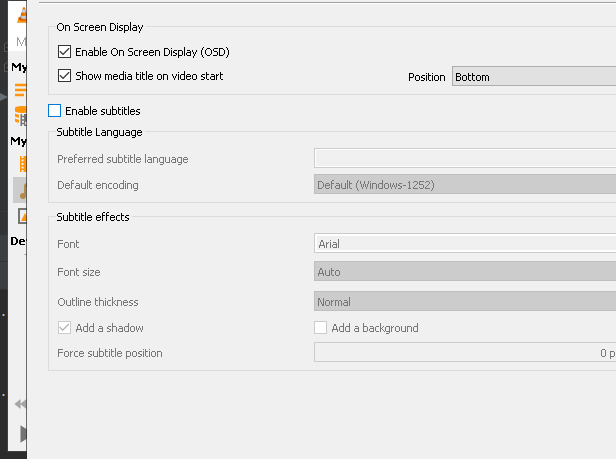 On Screen Display
Enable On Screen Display (OSD)
Show media title on video start
Position Bottom
Enable subtitles
Subtitle Language
Preferred subtitle language
Default encoding Default (Windows-1252)
Subtitle effects
Font Arial
Font size Auto
Outline thickness Normal
Add a shadow Add a background
Force subtitle position 0 p
M
My
My
De